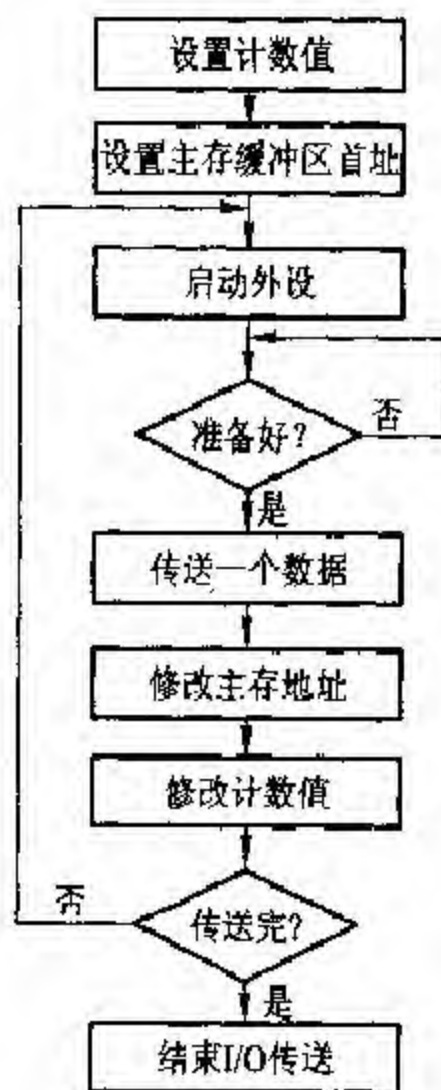 设置计数值
设置主存缓冲区首址
启动外设
准备好?
否
是
传送一个数据
修改主存地址
修改计数值
否
传送完?
是
结束I/O传送